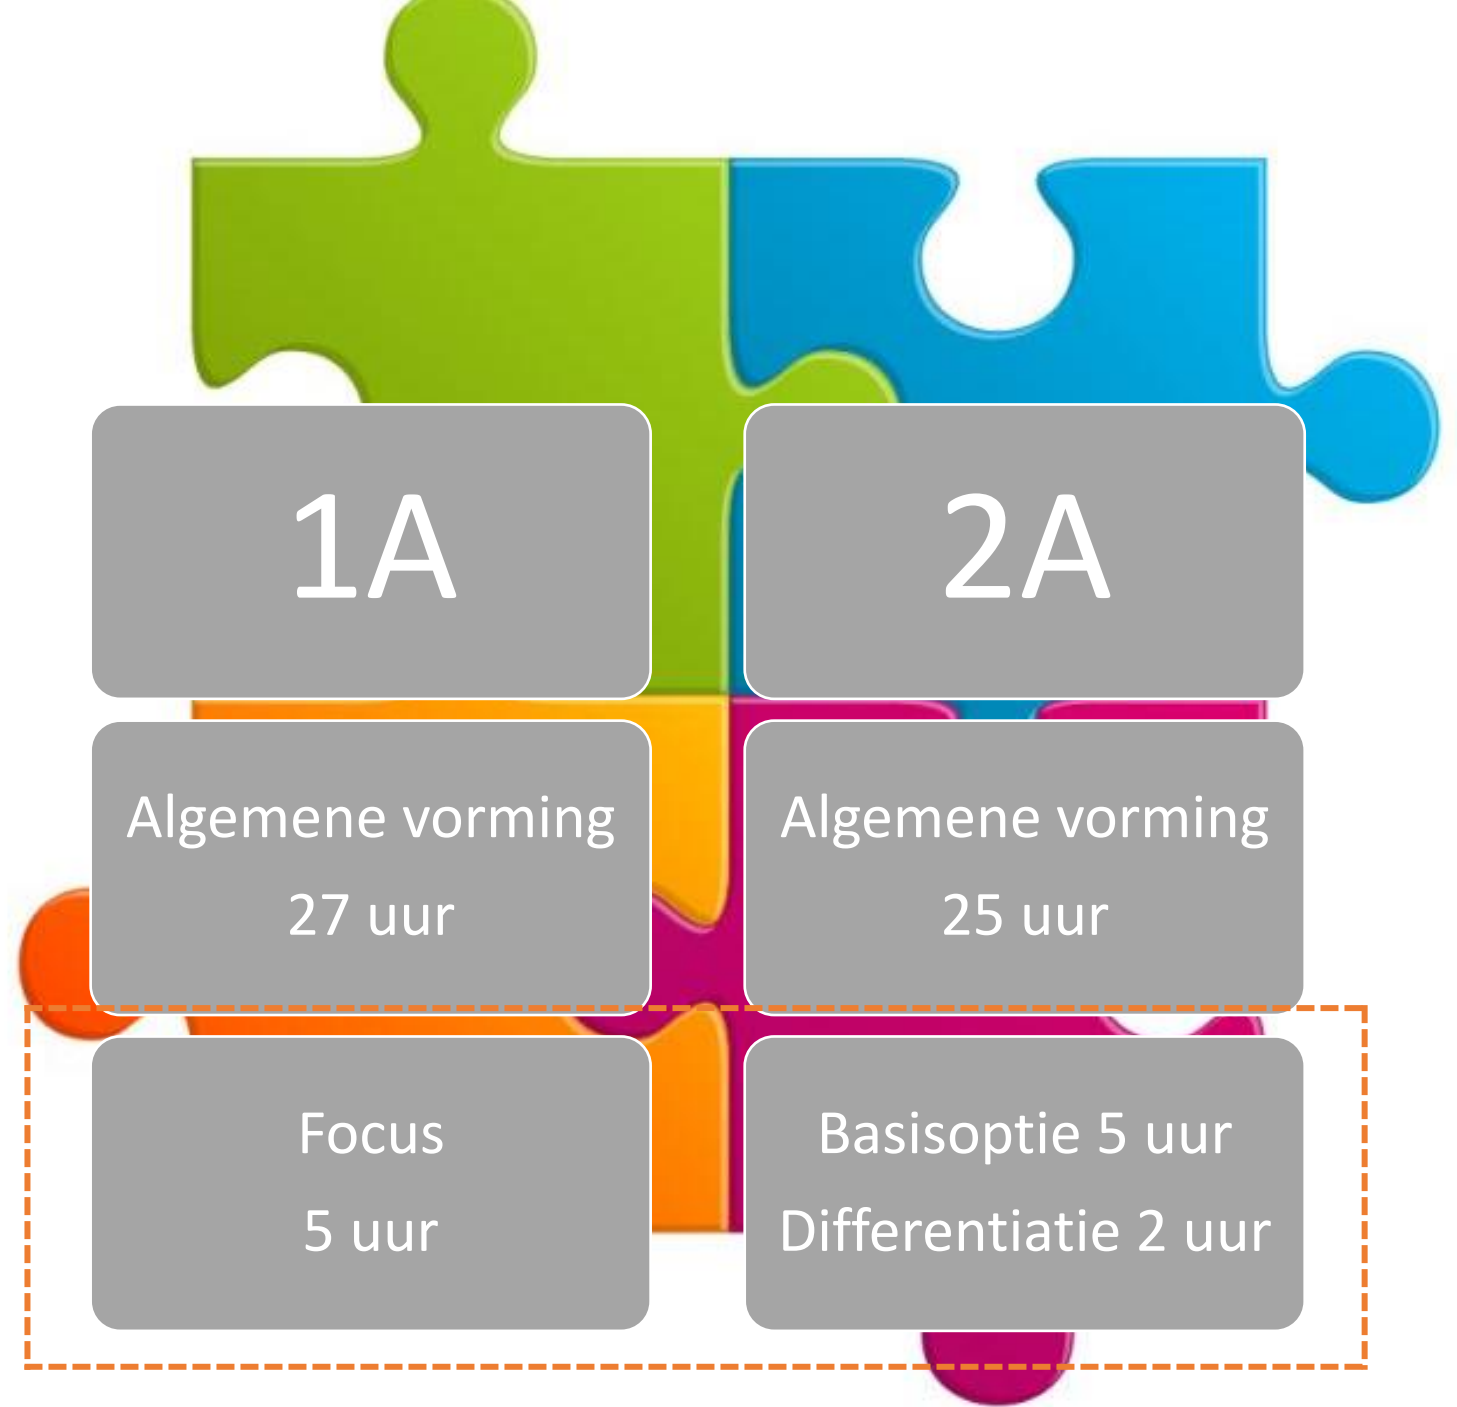 1A
2A
Algemene vorming
27 uur
Algemene vorming
25 uur
Focus
5 uur
Basisoptie 5 uur
Differentiatie 2 uur